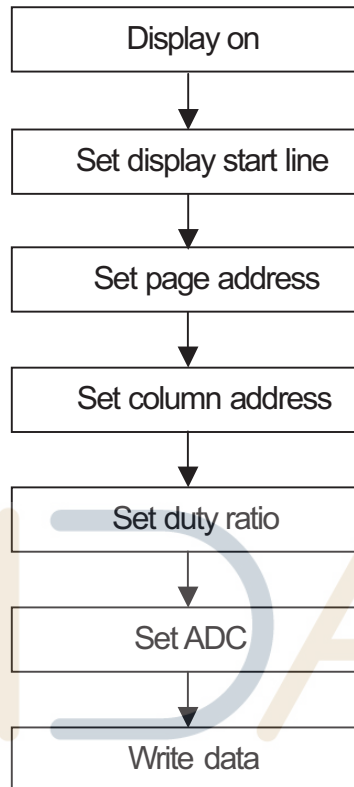 Display on
Set display start line
Set page address
Set column address
Set duty ratio
Set ADC
Write data